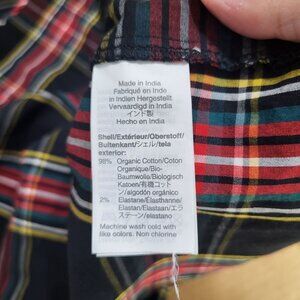 Made in India
Fabriqué en Inde
In Indien Hergestellt
Vervaardigd in India
インド製
Hecho en Indio
Shell/Extérieur/Oberstoff/
Buitenkant/シェル/tela
exterior:
98% Organic Cotton/Coton
Organique/Bio-
Baumwolle/Biologisch
Katoen/有機コット
ン/algodón orgánico
2% Elastane/Élasthanne/
Elastan/Elastaan/エラ
ステーン/elastano
Machine wash cold with
like colors. Non chlorine